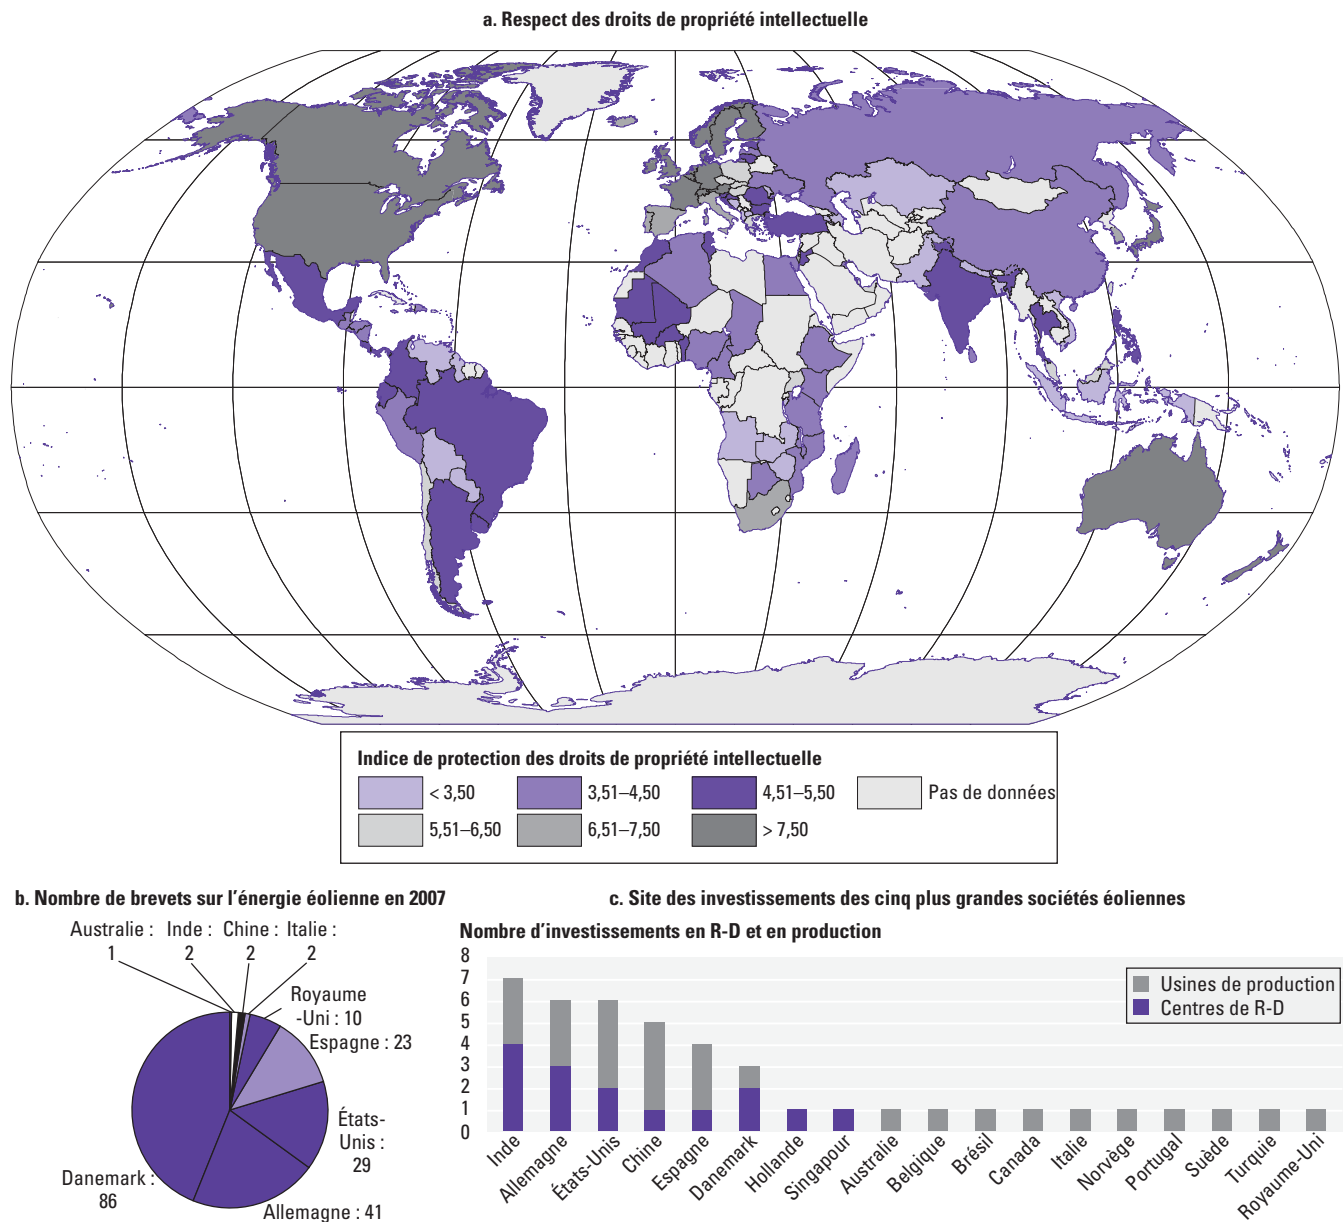 a. Respect des droits de propriété intellectuelle
Indice de protection des droits de propriété intellectuelle
< 3,50
3,51–4,50
4,51–5,50
Pas de données
5,51–6,50
6,51–7,50
> 7,50
b. Nombre de brevets sur l'énergie éolienne en 2007
Australie :
1
Inde :
2
Chine :
2
Italie :
2
Royaume
-Uni : 10
Espagne : 23
États-
Unis :
29
Allemagne : 41
Danemark :
86
c. Site des investissements des cinq plus grandes sociétés éoliennes
Nombre d'investissements en R-D et en production
8
7
6
5
4
3
2
1
0
Usines de production
Centres de R-D
Inde
Allemagne
États-Unis
Chine
Espagne
Danemark
Hollande
Singapour
Australie
Belgique
Brésil
Canada
Italie
Norvège
Portugal
Suède
Turquie
Royaume-Uni